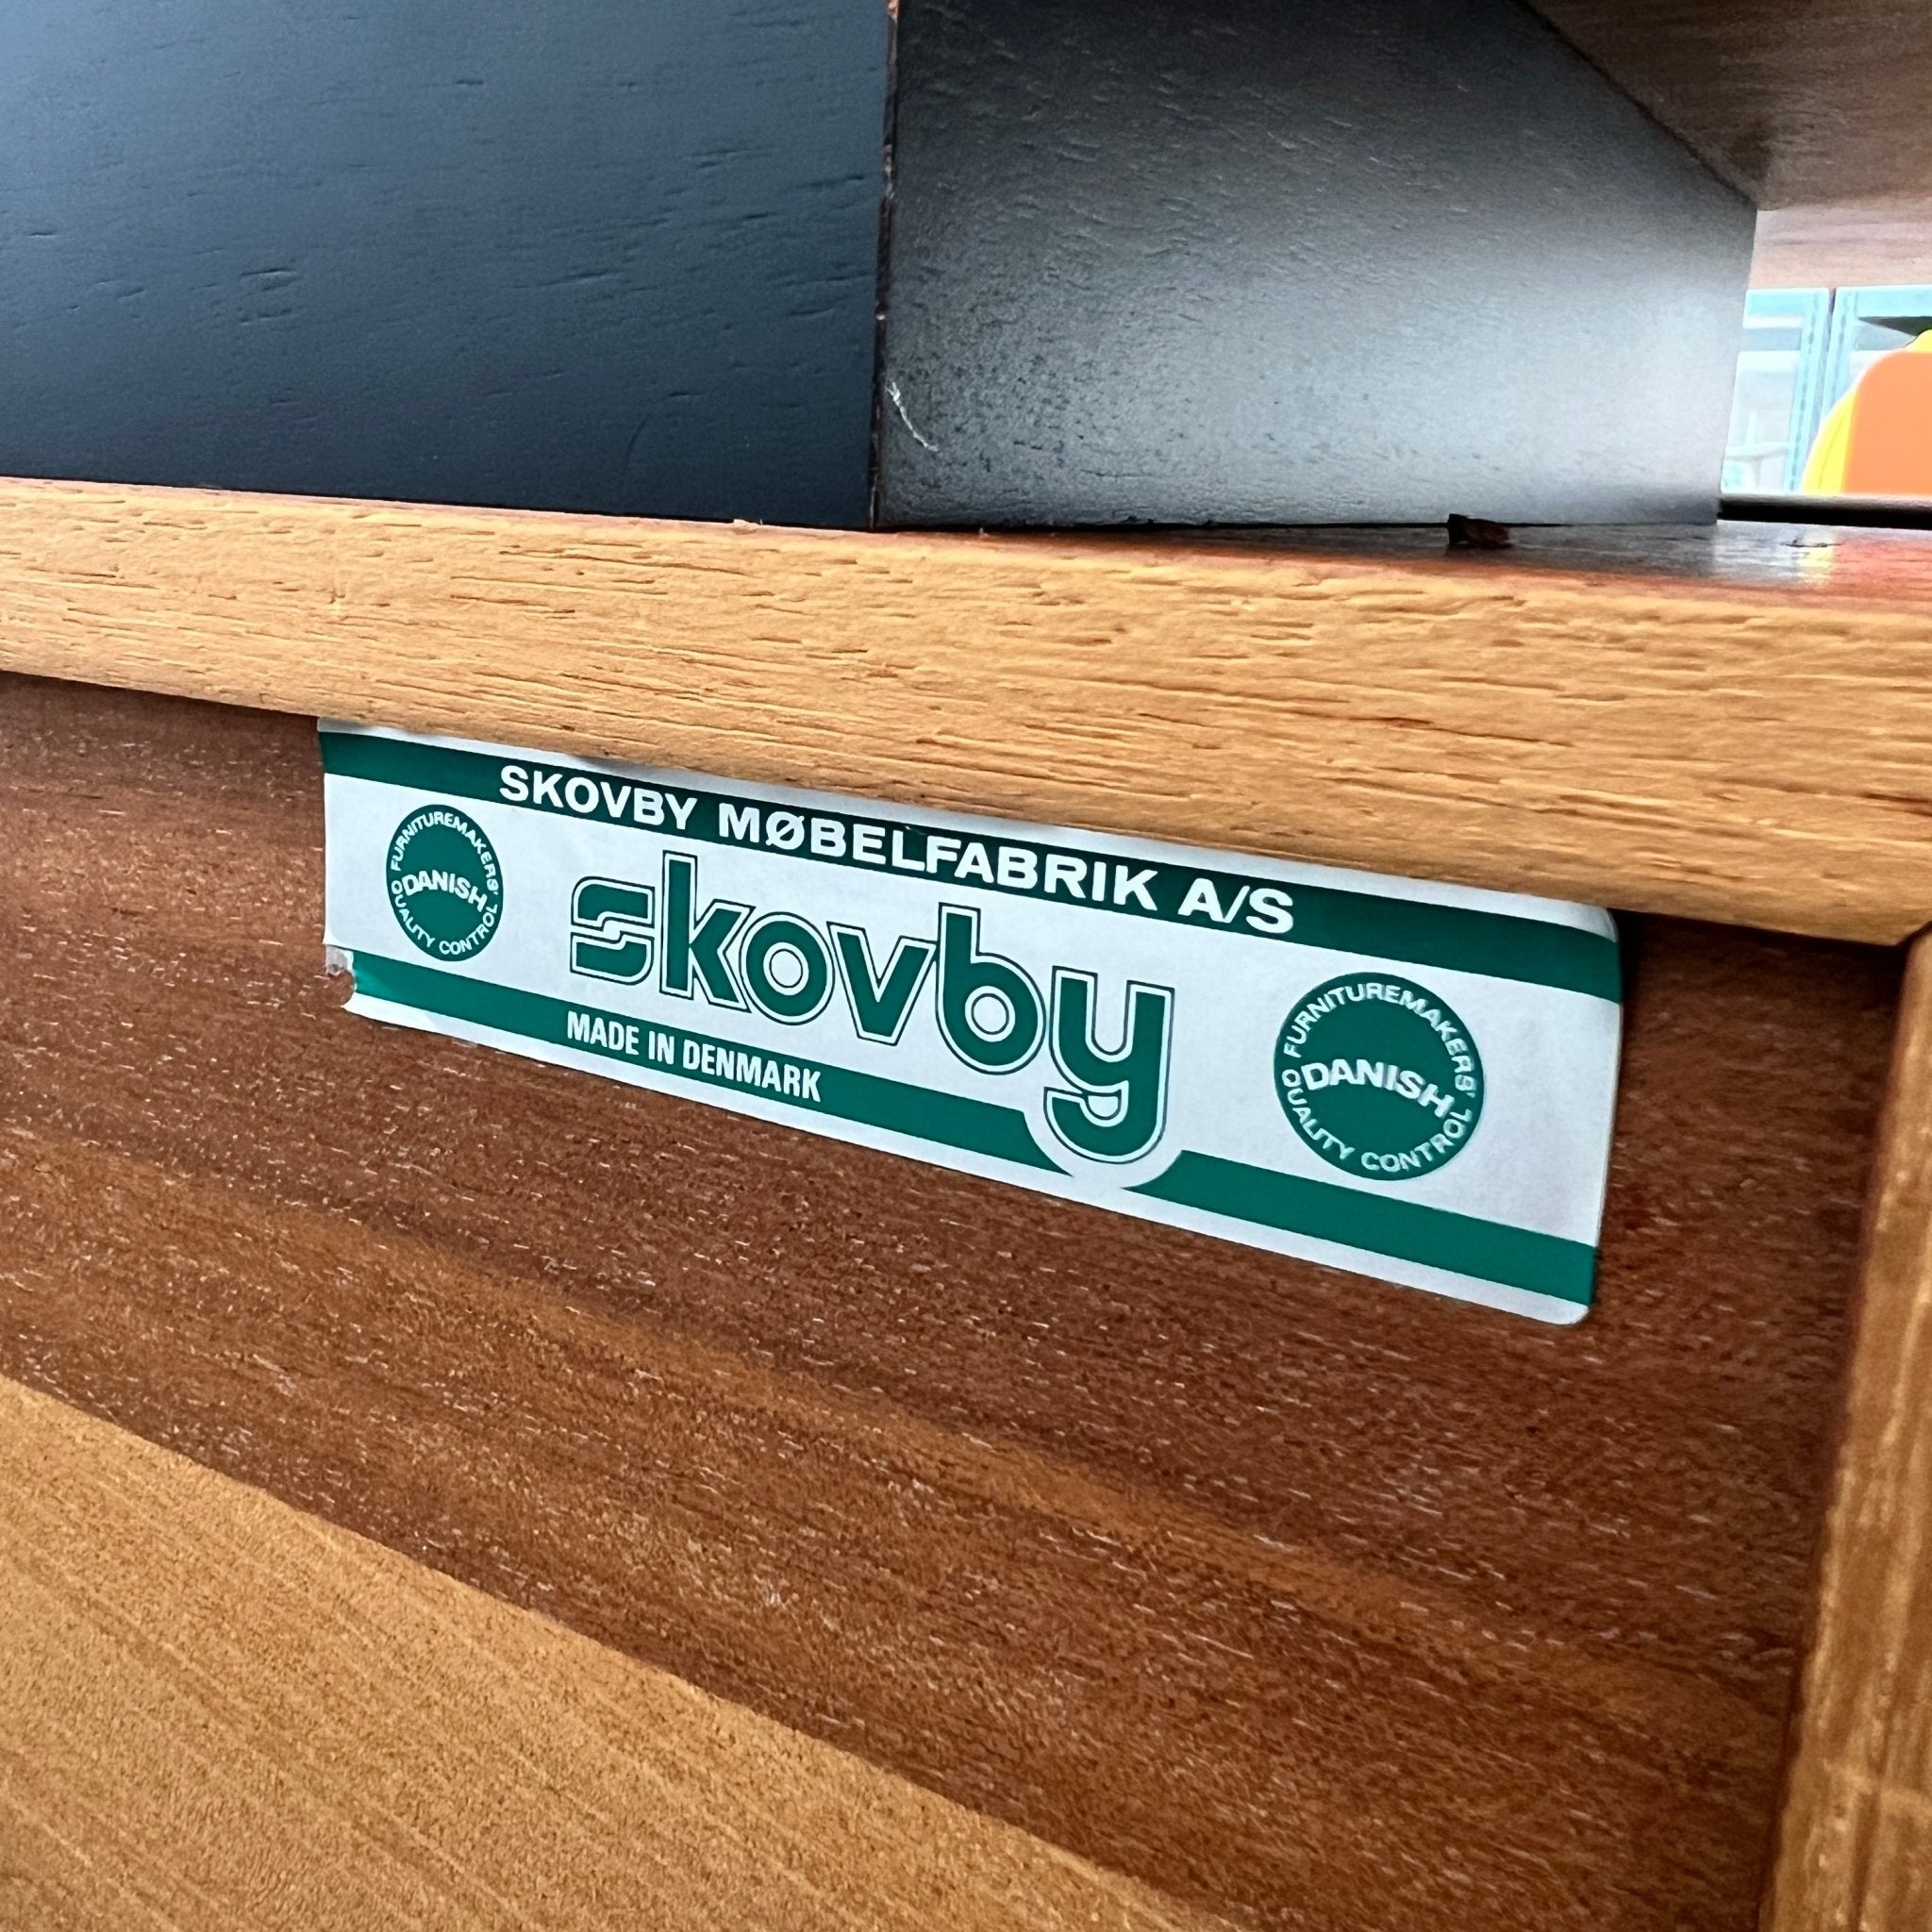 SKOVBY MØBELFABRIK A/S
FURNITUREMAKERS'
DANISH
QUALITY CONTROL
skovby
MADE IN DENMARK
FURNITUREMAKERS'
DANISH
QUALITY CONTROL